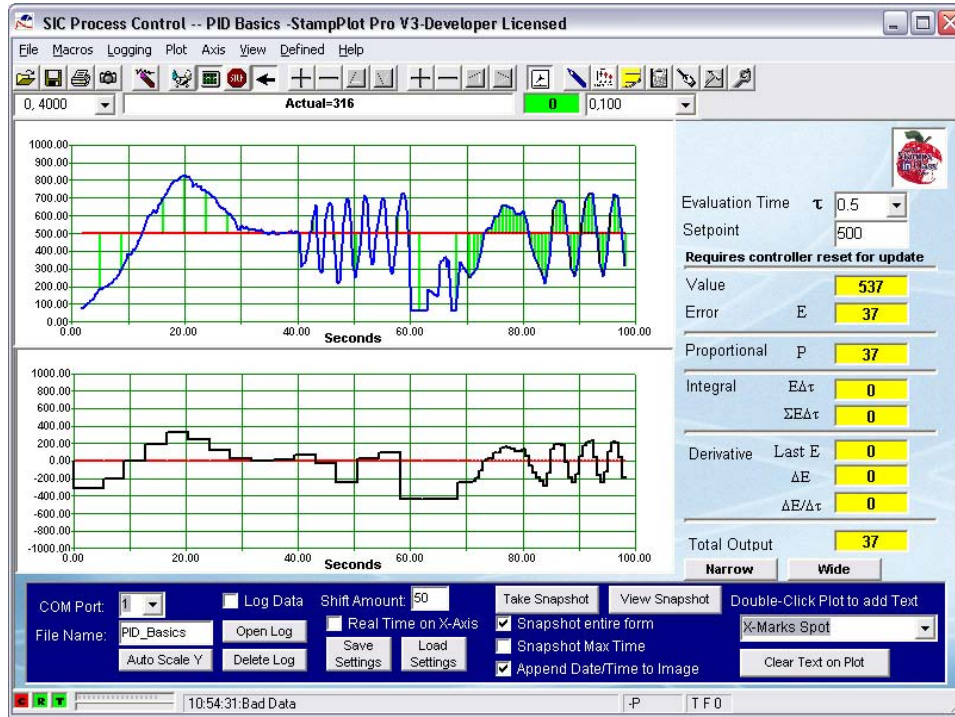 SIC Process Control -- PID Basics -StampPlot Pro V3-Developer Licensed
File Macros Logging Plot Axis View Defined Help
0, 4000 Actual=316 0 0,100
1000.00
900.00
800.00
700.00
600.00
500.00
400.00
300.00
200.00
100.00
0.00
0.00 20.00 40.00 60.00 80.00 100.00
Seconds
1000.00
800.00
600.00
400.00
200.00
0.00
-200.00
-400.00
-600.00
-800.00
-1000.00
0.00 20.00 40.00 60.00 80.00 100.00
Seconds
Evaluation Time τ 0.5
Setpoint 500
Requires controller reset for update
Value 537
Error E 37
Proportional P 37
Integral EΔτ 0
ΣEΔτ 0
Derivative Last E 0
ΔE 0
ΔE/Δτ 0
Total Output 37
Narrow Wide
COM Port: 1 Log Data Shift Amount: 50 Take Snapshot View Snapshot Double-Click Plot to add Text
Real Time on X-Axis Snapshot entire form X-Marks Spot
File Name: PID_Basics Open Log Save Settings Load Settings Snapshot Max Time
Auto Scale Y Delete Log Append Date/Time to Image Clear Text on Plot
C R T 10:54:31:Bad Data -P T F 0